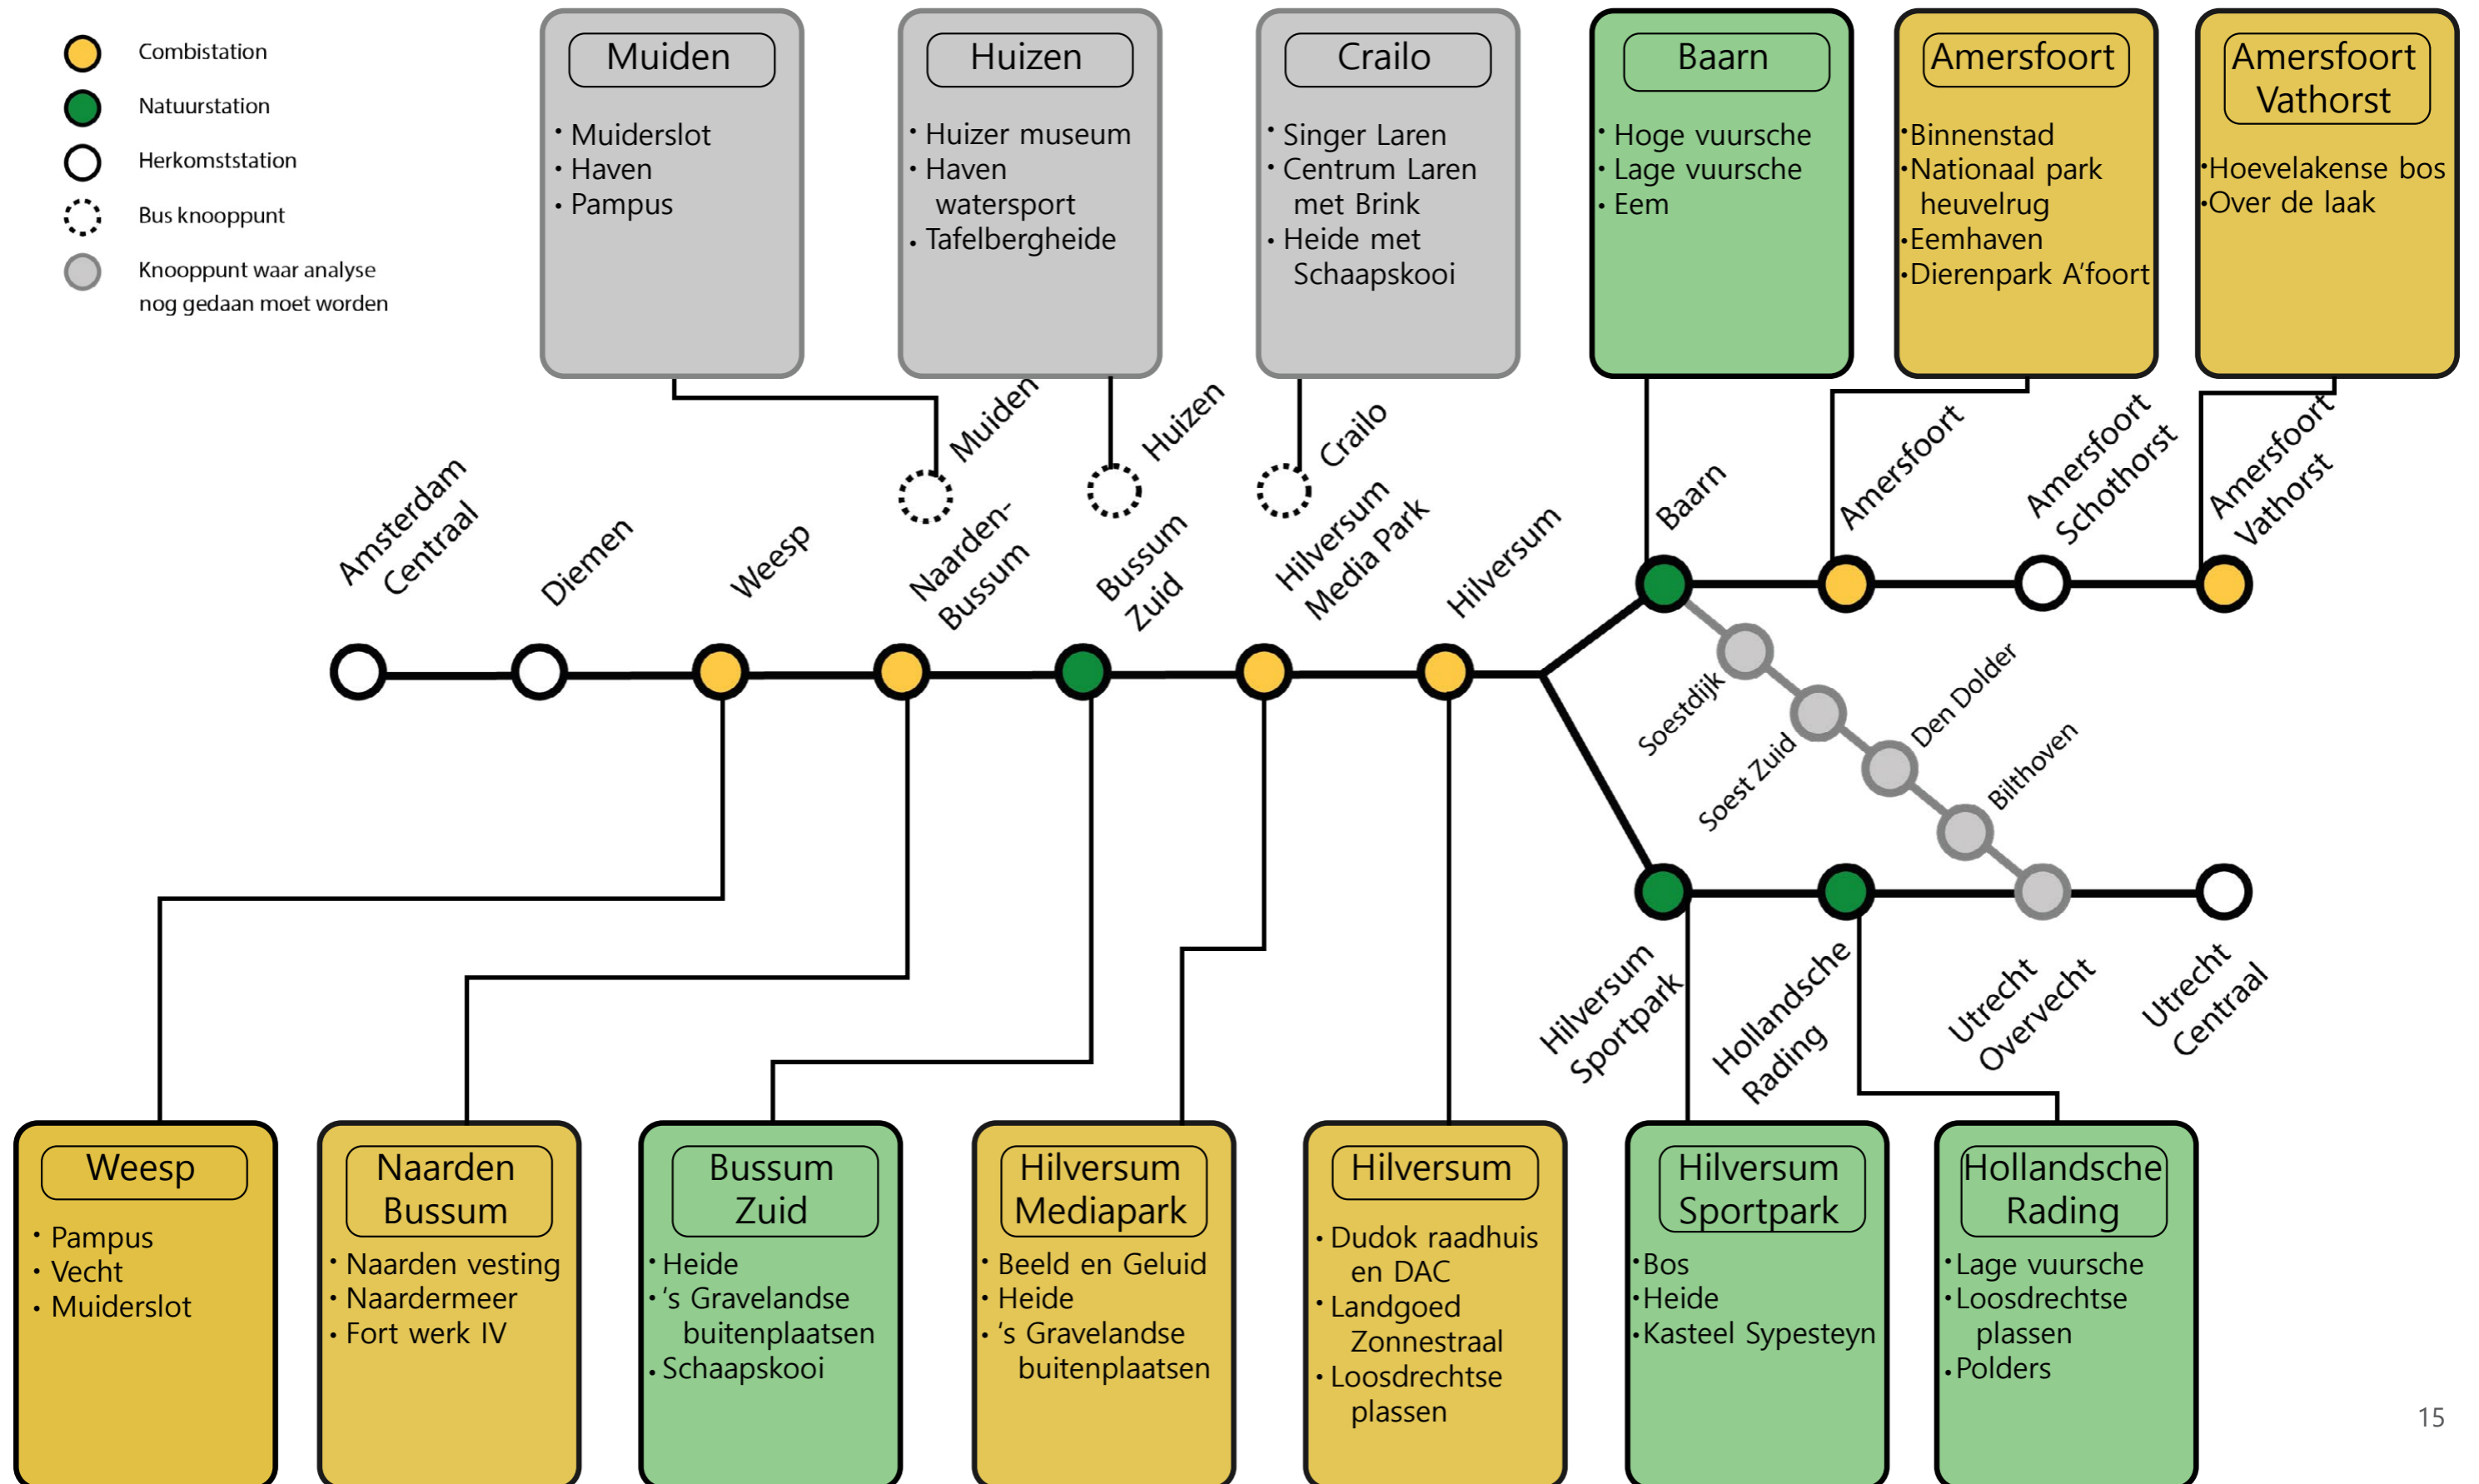 Combistation
Natuurstation
Herkomststation
Bus knooppunt
Knooppunt waar analyse
nog gedaan moet worden
Muiden
• Muiderslot
• Haven
• Pampus
Huizen
• Huizer museum
• Haven
watersport
• Tafelbergheide
Crailo
• Singer Laren
• Centrum Laren
met Brink
• Heide met
Schaapskooi
Baarn
• Hoge vuursche
• Lage vuursche
• Eem
Amersfoort
•Binnenstad
•Nationaal park
heuvelrug
•Eemhaven
•Dierenpark A'foort
Amersfoort
Vathorst
•Hoevelakense bos
•Over de laak
Muiden
Huizen
Crailo
Amsterdam
Centraal
Diemen
Weesp
Naarden-
Bussum
Bussum
Zuid
Hilversum
Media Park
Hilversum
Baarn
Amersfoort
Amersfoort
Schothorst
Amersfoort
Vathorst
Soestdijk
Soest Zuid
Den Dolder
Bilthoven
Hilversum
Sportpark
Hollandsche
Rading
Utrecht
Overvecht
Utrecht
Centraal
Weesp
• Pampus
• Vecht
• Muiderslot
Naarden
Bussum
• Naarden vesting
• Naardermeer
• Fort werk IV
Bussum
Zuid
•Heide
•'s Gravelandse
buitenplaatsen
•Schaapskooi
Hilversum
Mediapark
• Beeld en Geluid
• Heide
• 's Gravelandse
buitenplaatsen
Hilversum
• Dudok raadhuis
en DAC
• Landgoed
Zonnestraal
• Loosdrechtse
plassen
Hilversum
Sportpark
•Bos
•Heide
•Kasteel Sypesteyn
Hollandsche
Rading
•Lage vuursche
•Loosdrechtse
plassen
•Polders
15